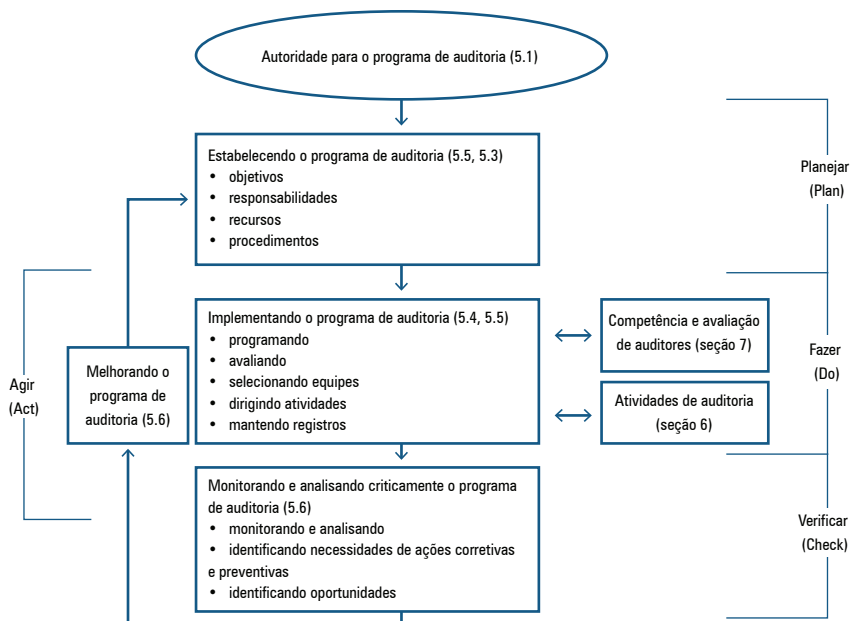 Autoridade para o programa de auditoria (5.1)
Estabelecendo o programa de auditoria (5.5, 5.3)
• objetivos
• responsabilidades
• recursos
• procedimentos
Planejar
(Plan)
Implementando o programa de auditoria (5.4, 5.5)
• programando
• avaliando
• selecionando equipes
• dirigindo atividades
• mantendo registros
Competência e avaliação
de auditores (seção 7)
Atividades de auditoria
(seção 6)
Fazer
(Do)
Agir
(Act)
Melhorando o
programa de
auditoria (5.6)
Monitorando e analisando criticamente o programa
de auditoria (5.6)
• monitorando e analisando
• identificando necessidades de ações corretivas
e preventivas
• identificando oportunidades
Verificar
(Check)